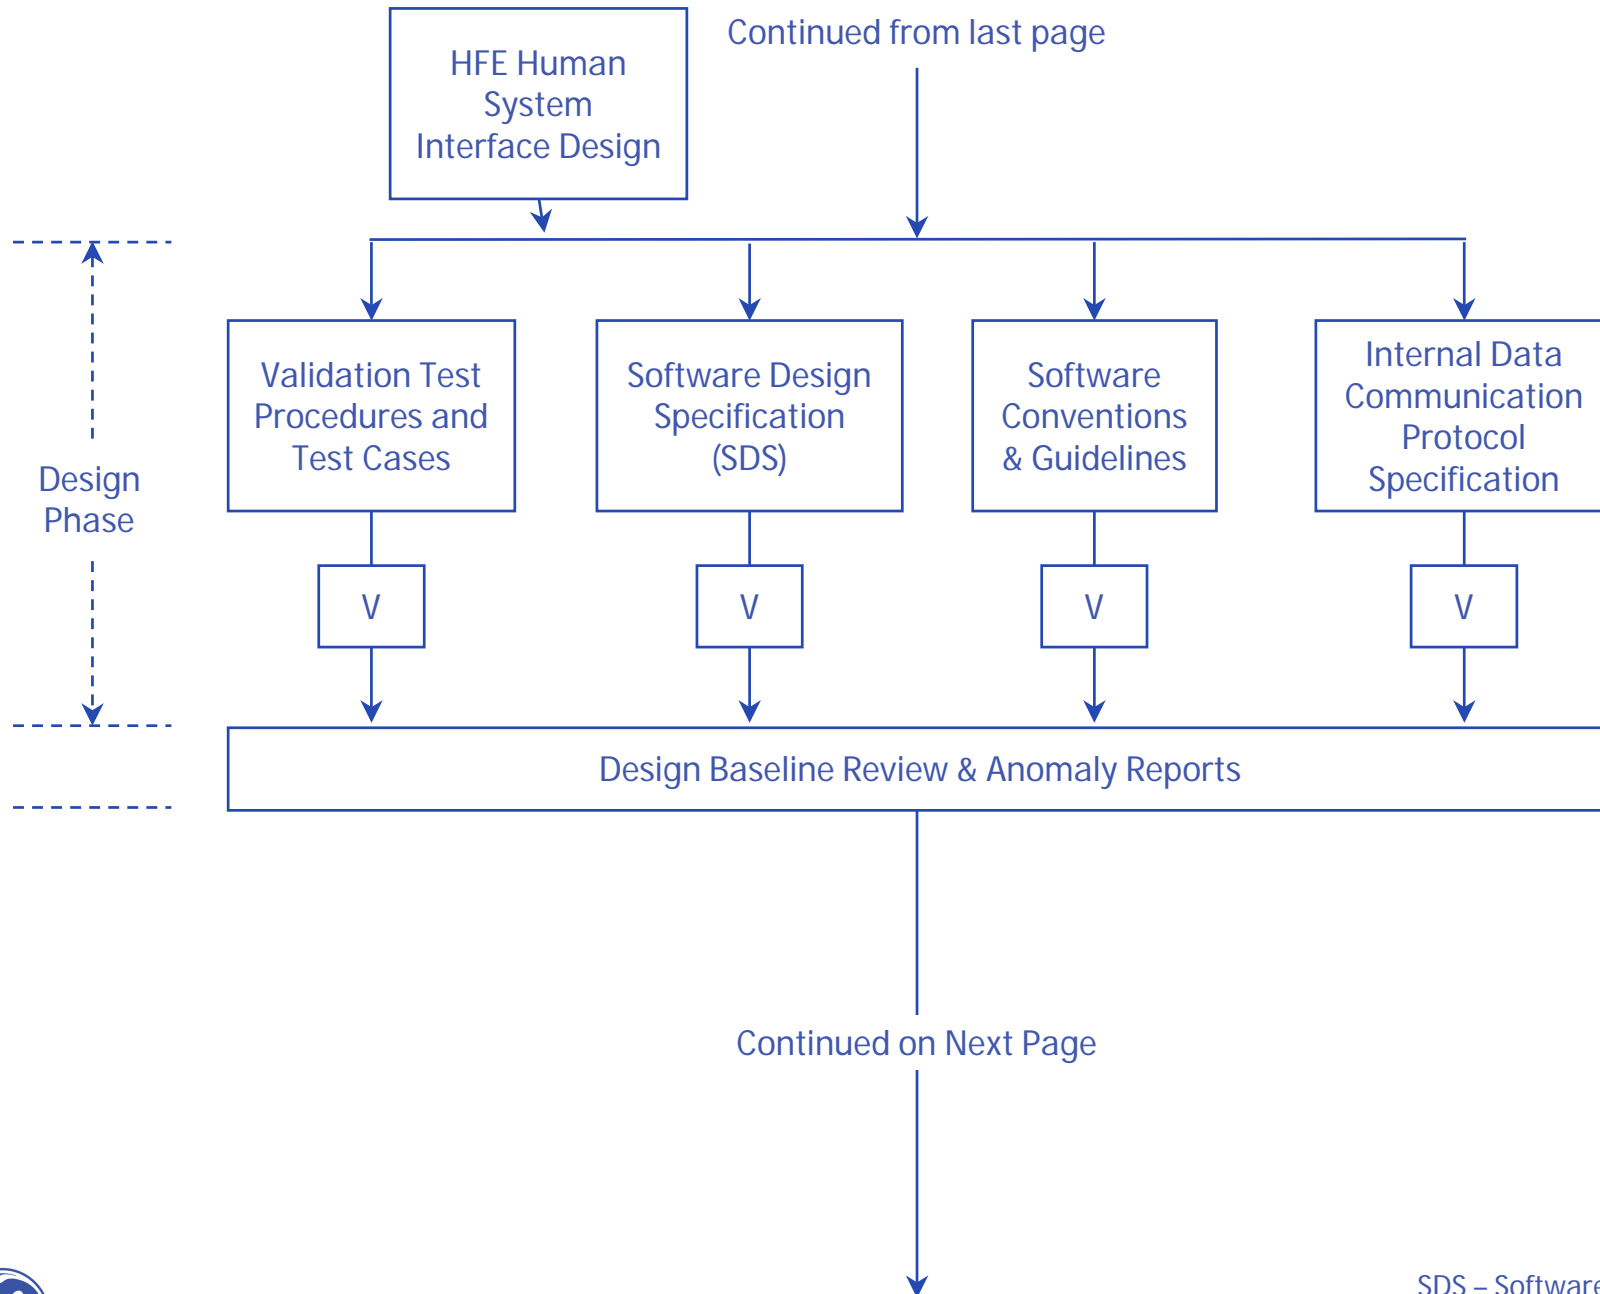 HFE Human
System
Interface Design
Continued from last page
Design
Phase
Validation Test
Procedures and
Test Cases
Software Design
Specification
(SDS)
Software
Conventions
& Guidelines
Internal Data
Communication
Protocol
Specification
V
V
V
V
Design Baseline Review & Anomaly Reports
Continued on Next Page
SDS – Software